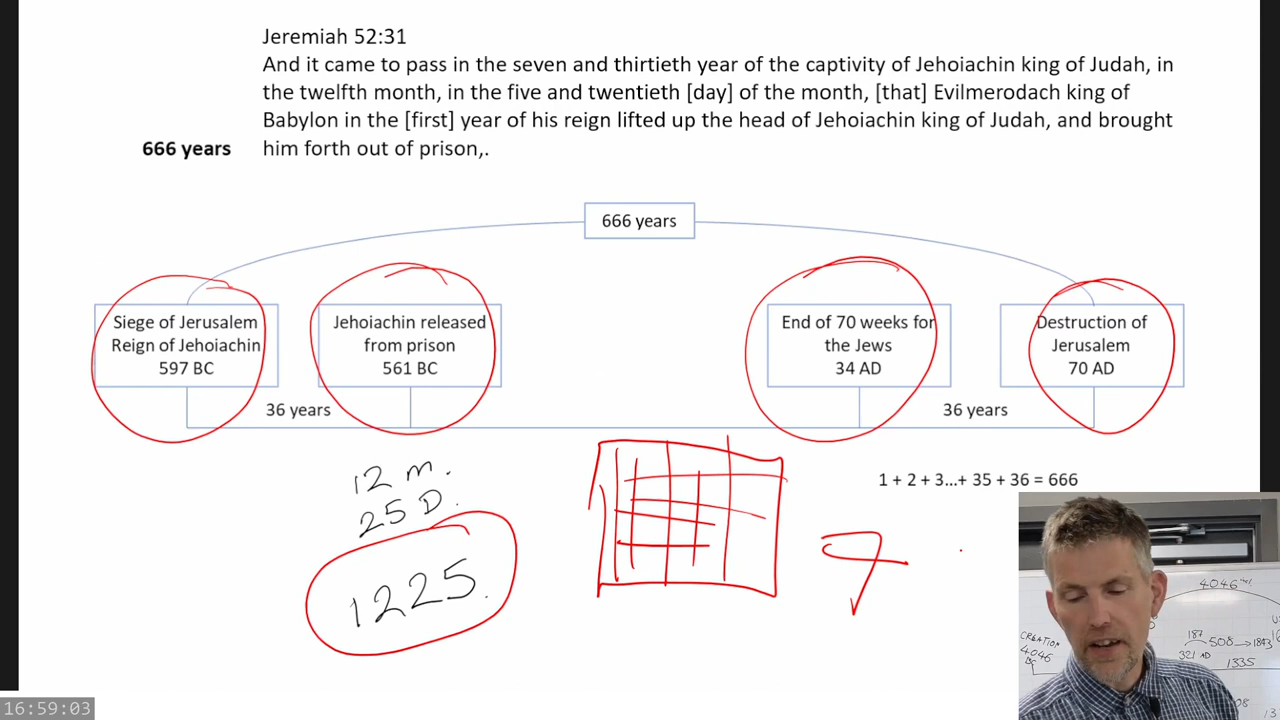 Jeremiah 52:31
And it came to pass in the seven and thirtieth year of the captivity of Jehoiachin king of Judah, in
the twelfth month, in the five and twentieth [day] of the month, [that] Evilmerodach king of
Babylon in the [first] year of his reign lifted up the head of Jehoiachin king of Judah, and brought
666 years him forth out of prison,.
666 years
Siege of Jerusalem
Reign of Jehoiachin
597 BC
Jehoiachin released
from prison
561 BC
End of 70 weeks for
the Jews
34 AD
Destruction of
Jerusalem
70 AD
36 years
36 years
12 m.
25 D.
1225.
7
1 + 2 + 3...+ 35 + 36 = 666
4046
CREATION
4046
BC
187
508 → 1843
321 AD
1335
16:59:03